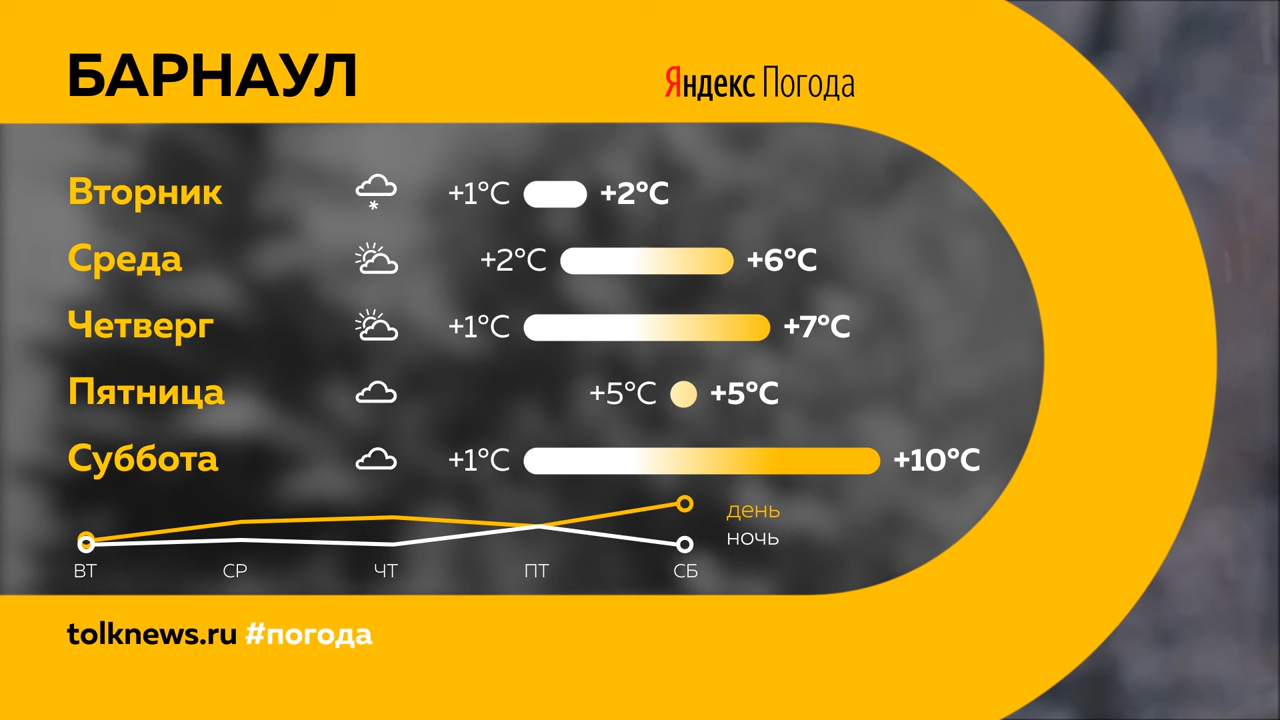 БАРНАУЛ
Яндекс Погода
Вторник +1°C +2°C
Среда +2°C +6°C
Четверг +1°C +7°C
Пятница +5°C +5°C
Суббота +1°C +10°C
день
ночь
ВТ СР ЧТ ПТ СБ
tolknews.ru #погода